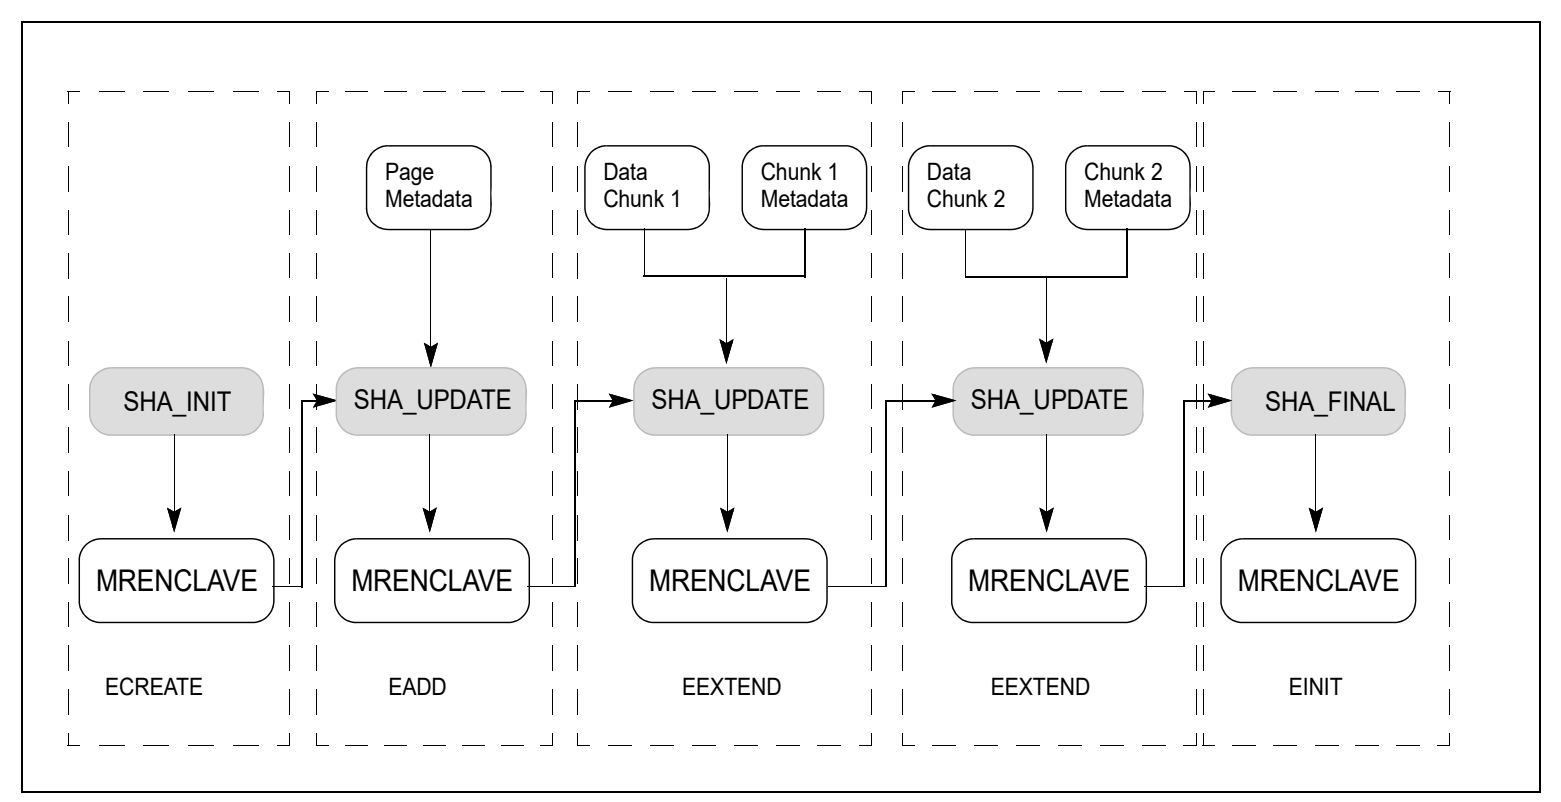 Page
Metadata
Data
Chunk 1
Chunk 1
Metadata
Data
Chunk 2
Chunk 2
Metadata
SHA_INIT
SHA_UPDATE
SHA_UPDATE
SHA_UPDATE
SHA_FINAL
MRENCLAVE
MRENCLAVE
MRENCLAVE
MRENCLAVE
MRENCLAVE
ECREATE
EADD
EEXTEND
EEXTEND
EINIT